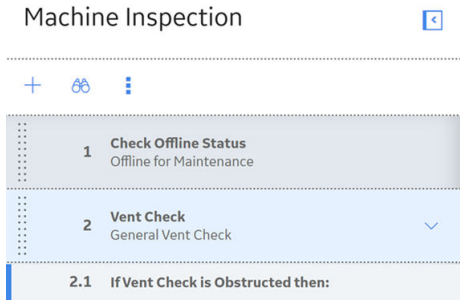 Machine Inspection
1 Check Offline Status
Offline for Maintenance
2 Vent Check
General Vent Check
2.1 If Vent Check is Obstructed then: